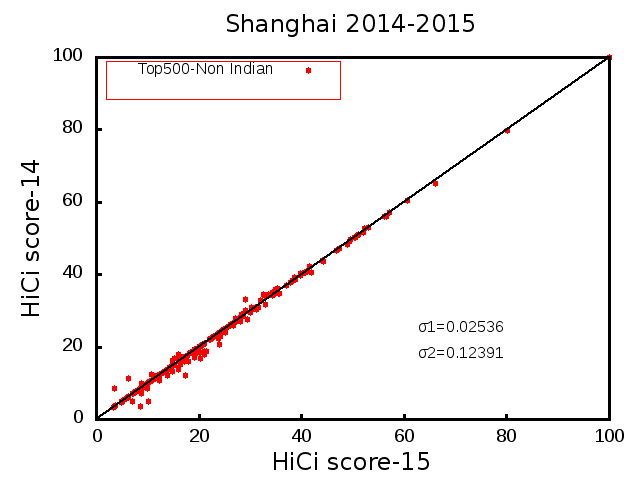 Shanghai 2014-2015
100
80
60
40
20
0
HiCi score-14
Top500-Non Indian
σ1=0.02536
σ2=0.12391
0 20 40 60 80 100
HiCi score-15